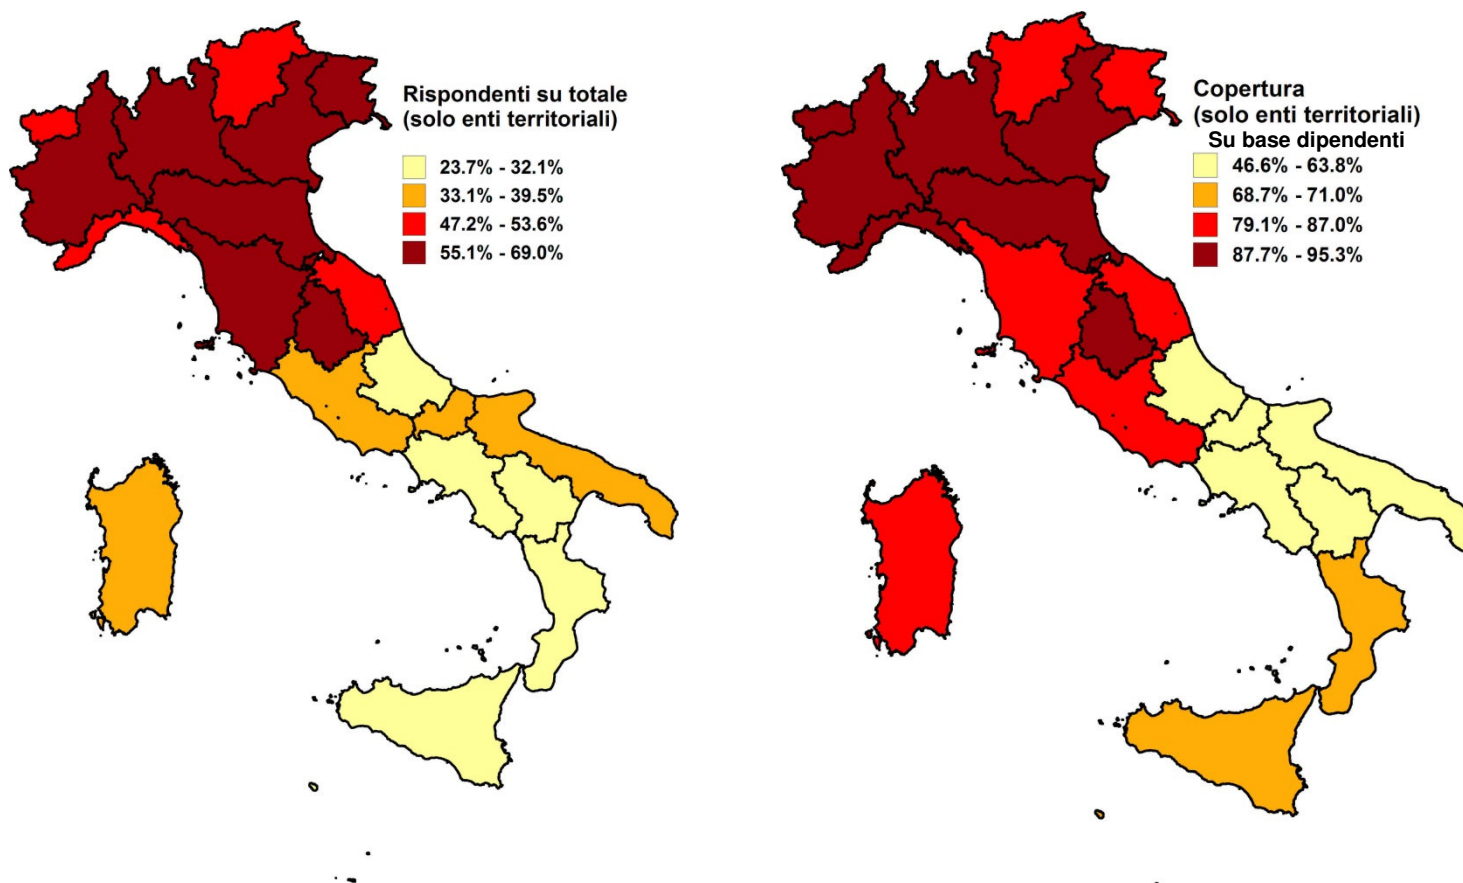 Rispondenti su totale
(solo enti territoriali)
23.7% - 32.1%
33.1% - 39.5%
47.2% - 53.6%
55.1% - 69.0%
Copertura
(solo enti territoriali)
Su base dipendenti
46.6% - 63.8%
68.7% - 71.0%
79.1% - 87.0%
87.7% - 95.3%